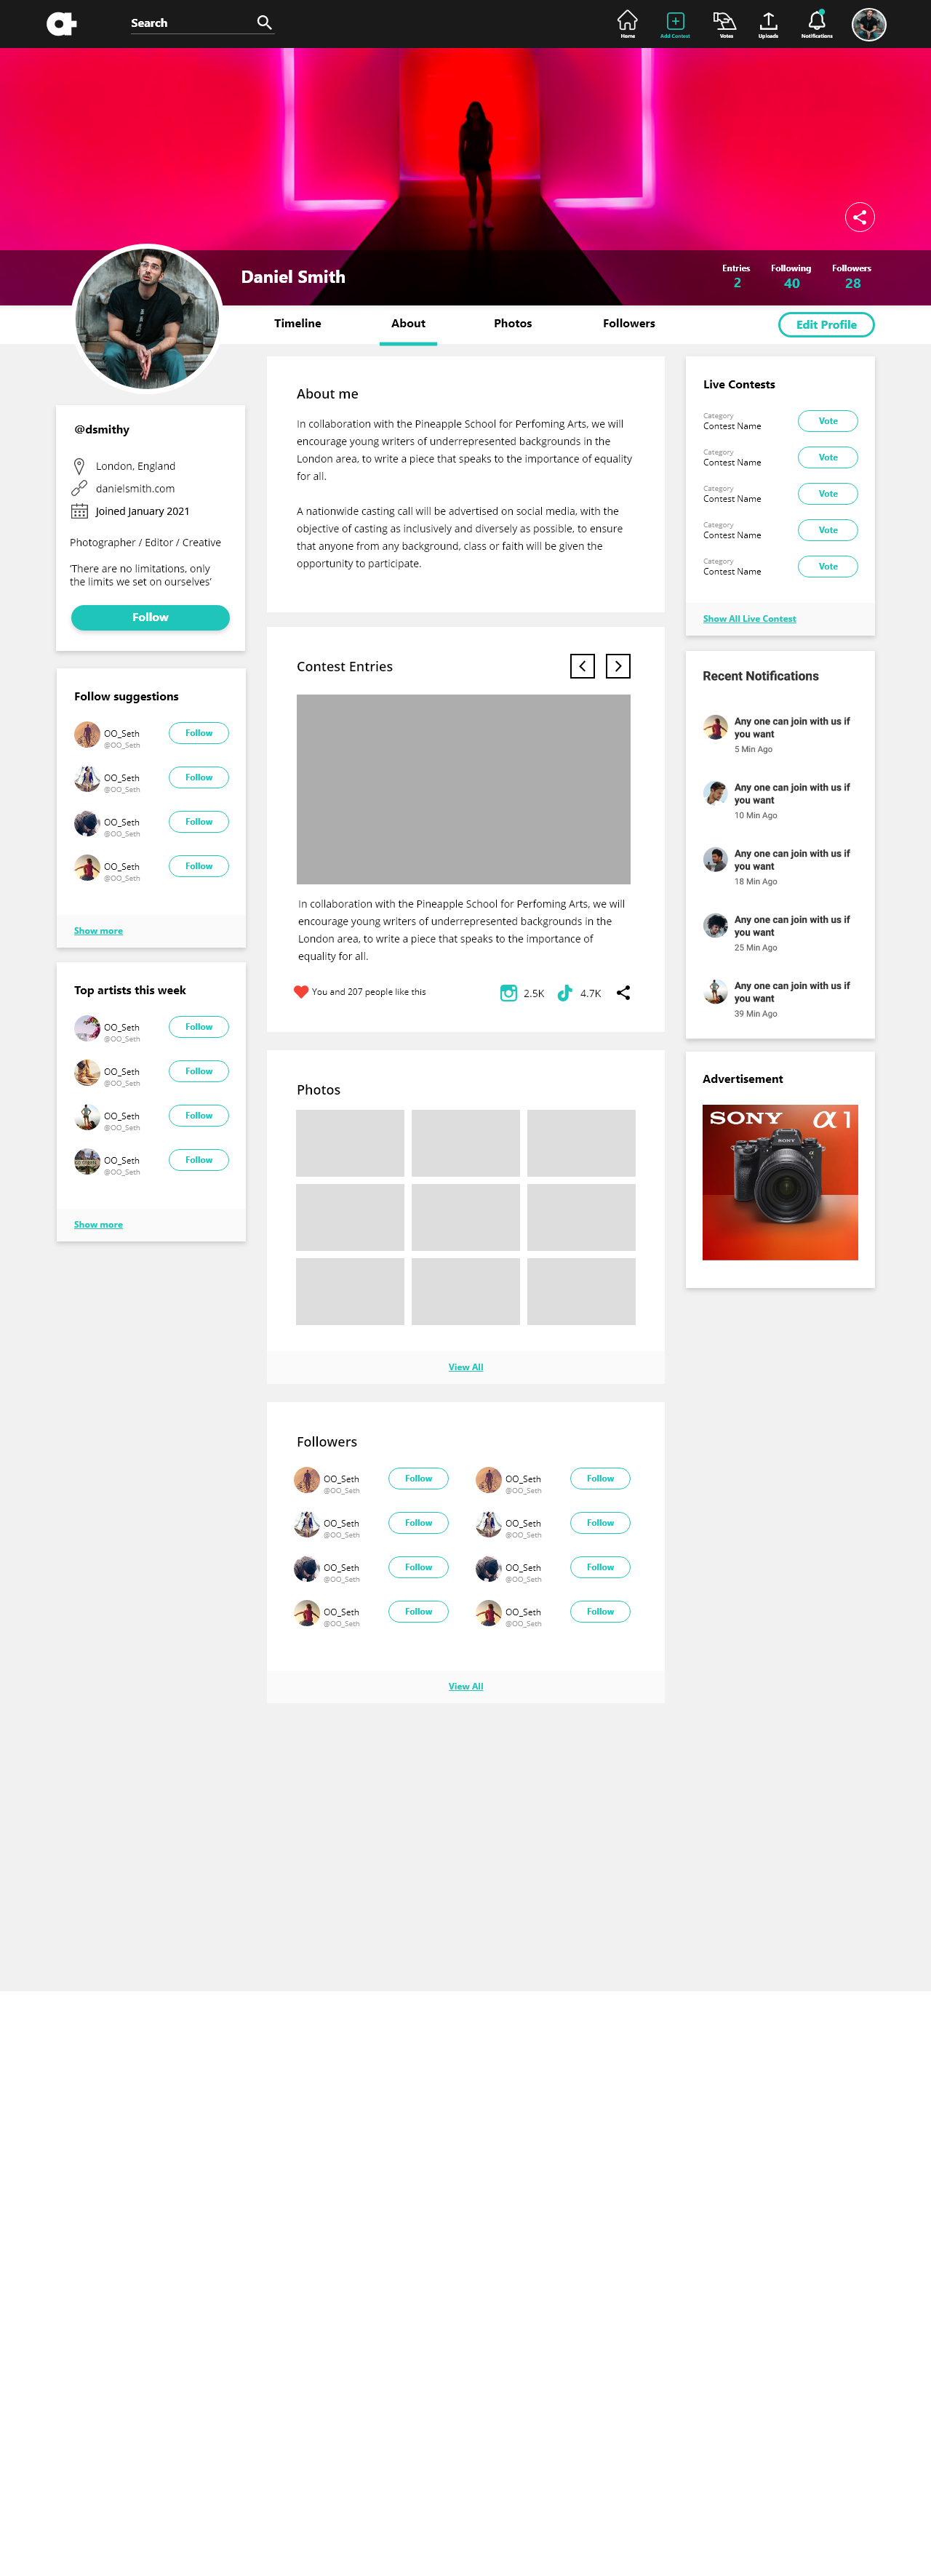 a+
Search
Home
Add Contest
Votes
Uploads
Notifications
Daniel Smith
Entries
2
Following
40
Followers
28
Timeline
About
Photos
Followers
Edit Profile
@dsmithy
London, England
danielsmith.com
Joined January 2021
Photographer / Editor / Creative
'There are no limitations, only
the limits we set on ourselves'
Follow
Follow suggestions
OO_Seth
@OO_Seth
Follow
OO_Seth
@OO_Seth
Follow
OO_Seth
@OO_Seth
Follow
OO_Seth
@OO_Seth
Follow
Show more
Top artists this week
OO_Seth
@OO_Seth
Follow
OO_Seth
@OO_Seth
Follow
OO_Seth
@OO_Seth
Follow
OO_Seth
@OO_Seth
Follow
Show more
About me
In collaboration with the Pineapple School for Perfoming Arts, we will
encourage young writers of underrepresented backgrounds in the
London area, to write a piece that speaks to the importance of equality
for all.
A nationwide casting call will be advertised on social media, with the
objective of casting as inclusively and diversely as possible, to ensure
that anyone from any background, class or faith will be given the
opportunity to participate.
Contest Entries
In collaboration with the Pineapple School for Perfoming Arts, we will
encourage young writers of underrepresented backgrounds in the
London area, to write a piece that speaks to the importance of
equality for all.
You and 207 people like this
2.5K
4.7K
Photos
View All
Followers
OO_Seth
@OO_Seth
Follow
OO_Seth
@OO_Seth
Follow
OO_Seth
@OO_Seth
Follow
OO_Seth
@OO_Seth
Follow
OO_Seth
@OO_Seth
Follow
OO_Seth
@OO_Seth
Follow
OO_Seth
@OO_Seth
Follow
OO_Seth
@OO_Seth
Follow
View All
Live Contests
Category
Contest Name
Vote
Category
Contest Name
Vote
Category
Contest Name
Vote
Category
Contest Name
Vote
Category
Contest Name
Vote
Show All Live Contest
Recent Notifications
Any one can join with us if
you want
5 Min Ago
Any one can join with us if
you want
10 Min Ago
Any one can join with us if
you want
18 Min Ago
Any one can join with us if
you want
25 Min Ago
Any one can join with us if
you want
39 Min Ago
Advertisement
SONY α1
SONY